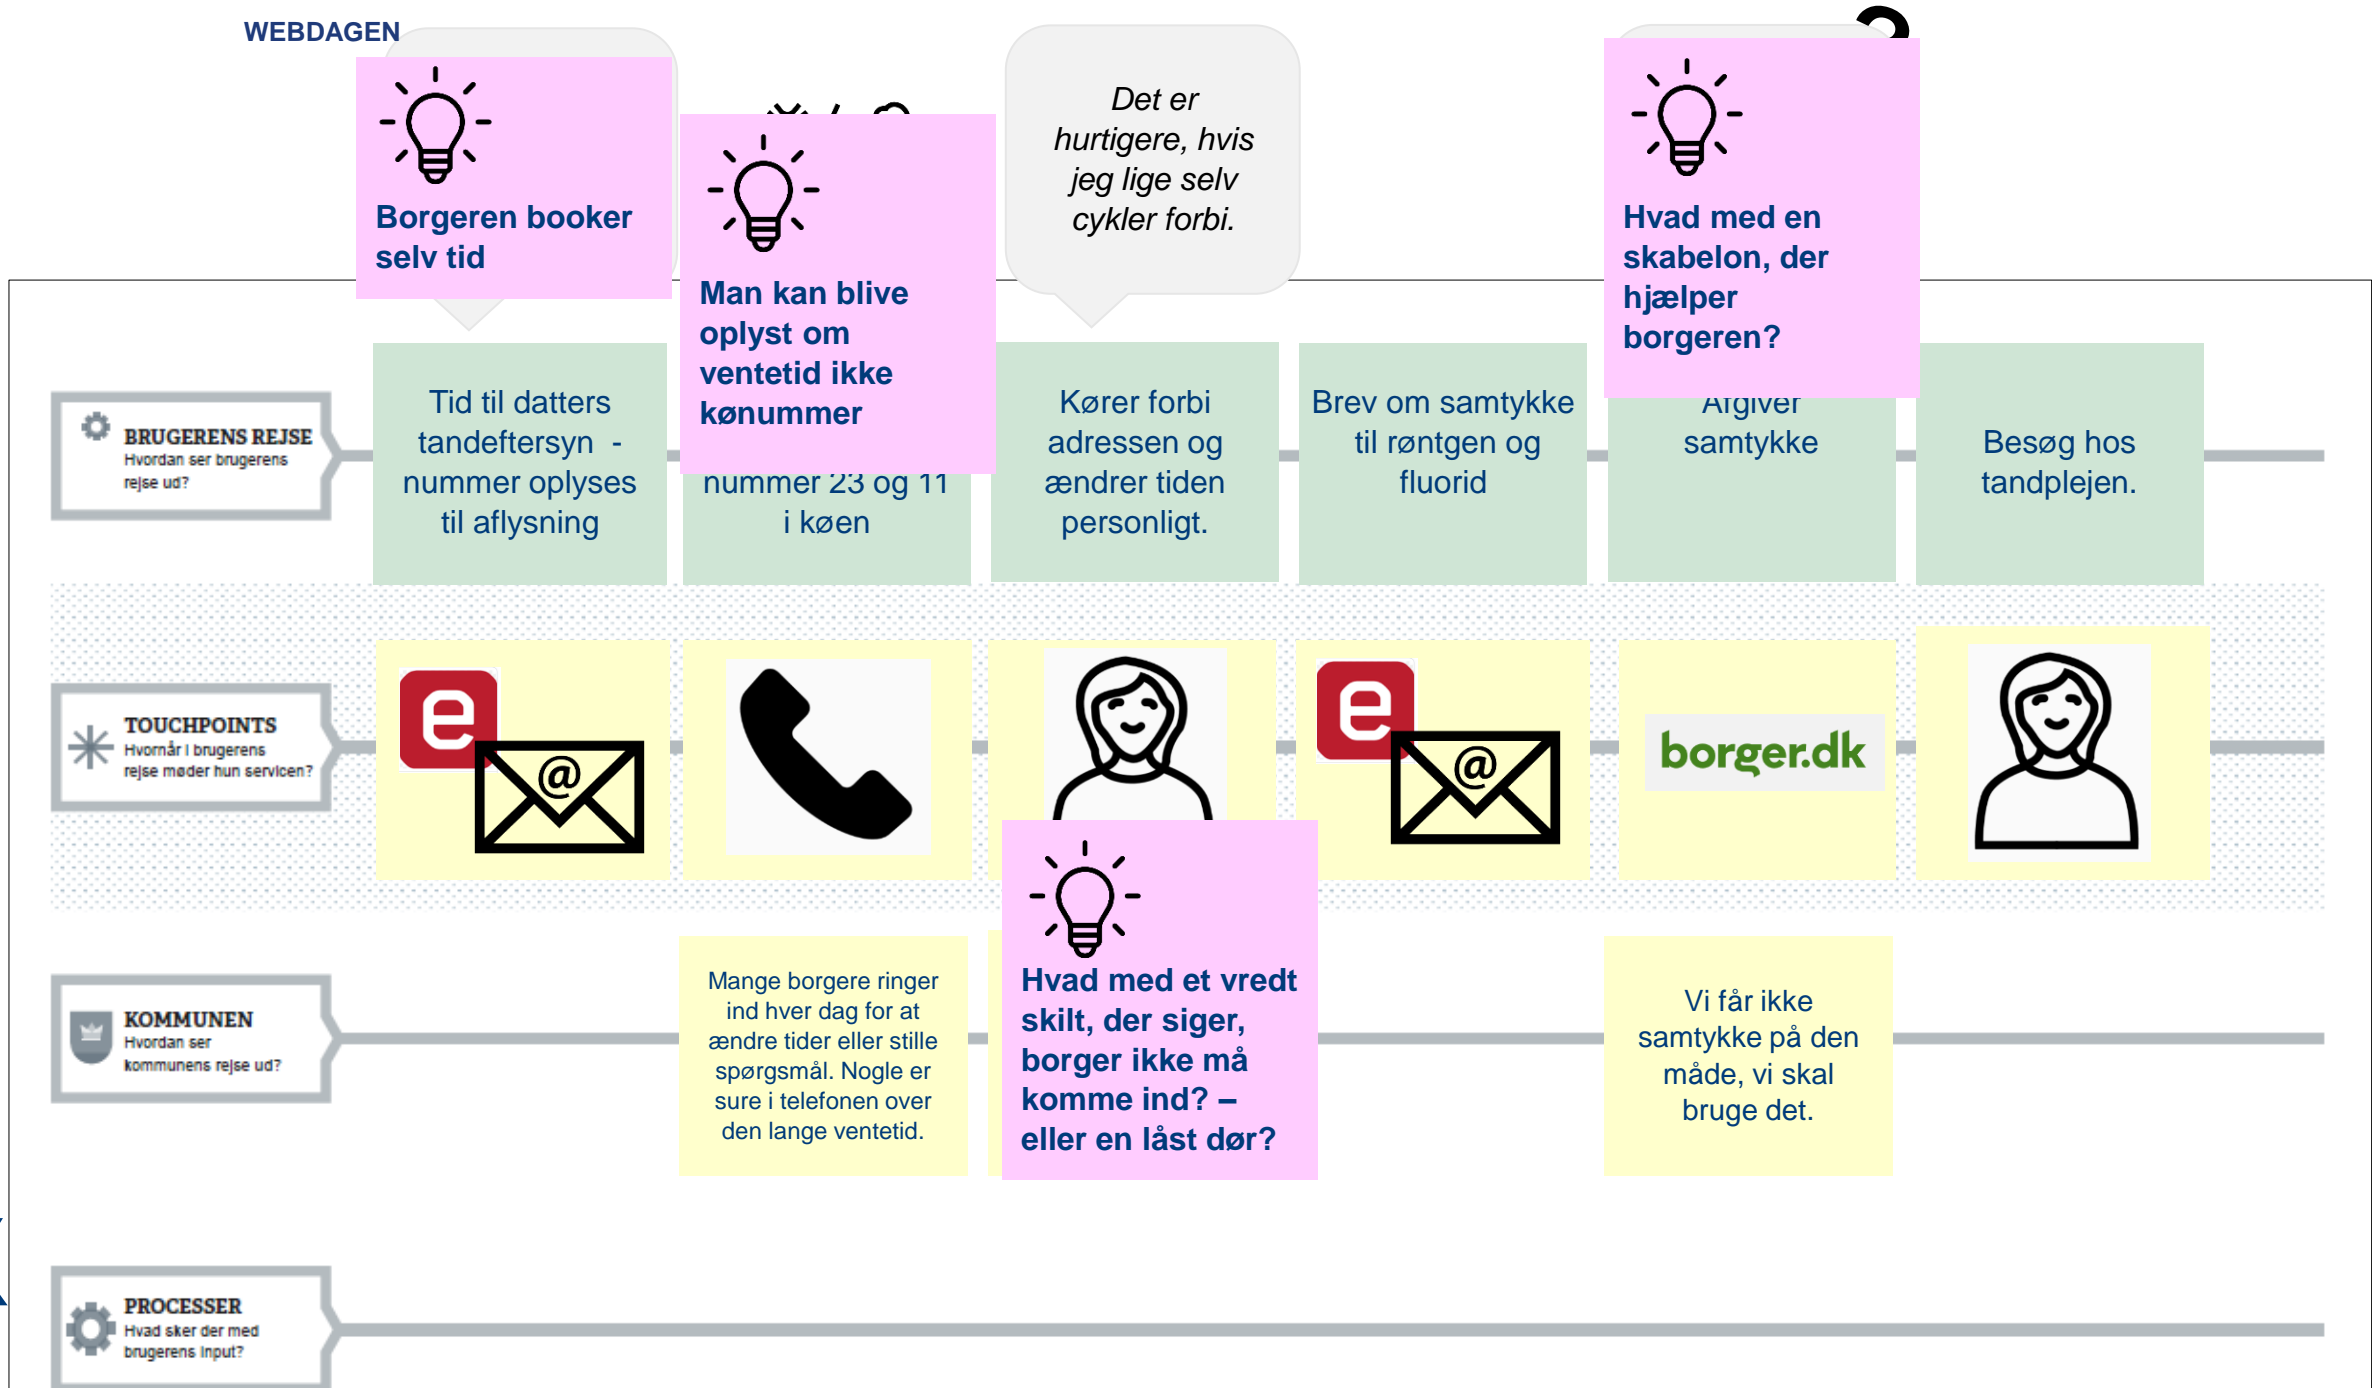 WEBDAGEN
Borgeren booker
selv tid
Man kan blive
oplyst om
ventetid ikke
kønummer
Det er
hurtigere, hvis
jeg lige selv
cykler forbi.
Hvad med en
skabelon, der
hjælper
borgeren?
BRUGERENS REJSE
Hvordan ser brugerens
rejse ud?
Tid til datters
tandeftersyn -
nummer oplyses
til aflysning
nummer 23 og 11
i køen
Kører forbi
adressen og
ændrer tiden
personligt.
Brev om samtykke
til røntgen og
fluorid
Afgiver
samtykke
Besøg hos
tandplejen.
TOUCHPOINTS
Hvornår i brugerens
rejse møder hun servicen?
e
@
e
@
borger.dk
KOMMUNEN
Hvordan ser
kommunens rejse ud?
Mange borgere ringer
ind hver dag for at
ændre tider eller stille
spørgsmål. Nogle er
sure i telefonen over
den lange ventetid.
Hvad med et vredt
skilt, der siger,
borger ikke må
komme ind? –
eller en låst dør?
Vi får ikke
samtykke på den
måde, vi skal
bruge det.
PROCESSER
Hvad sker der med
brugerens input?